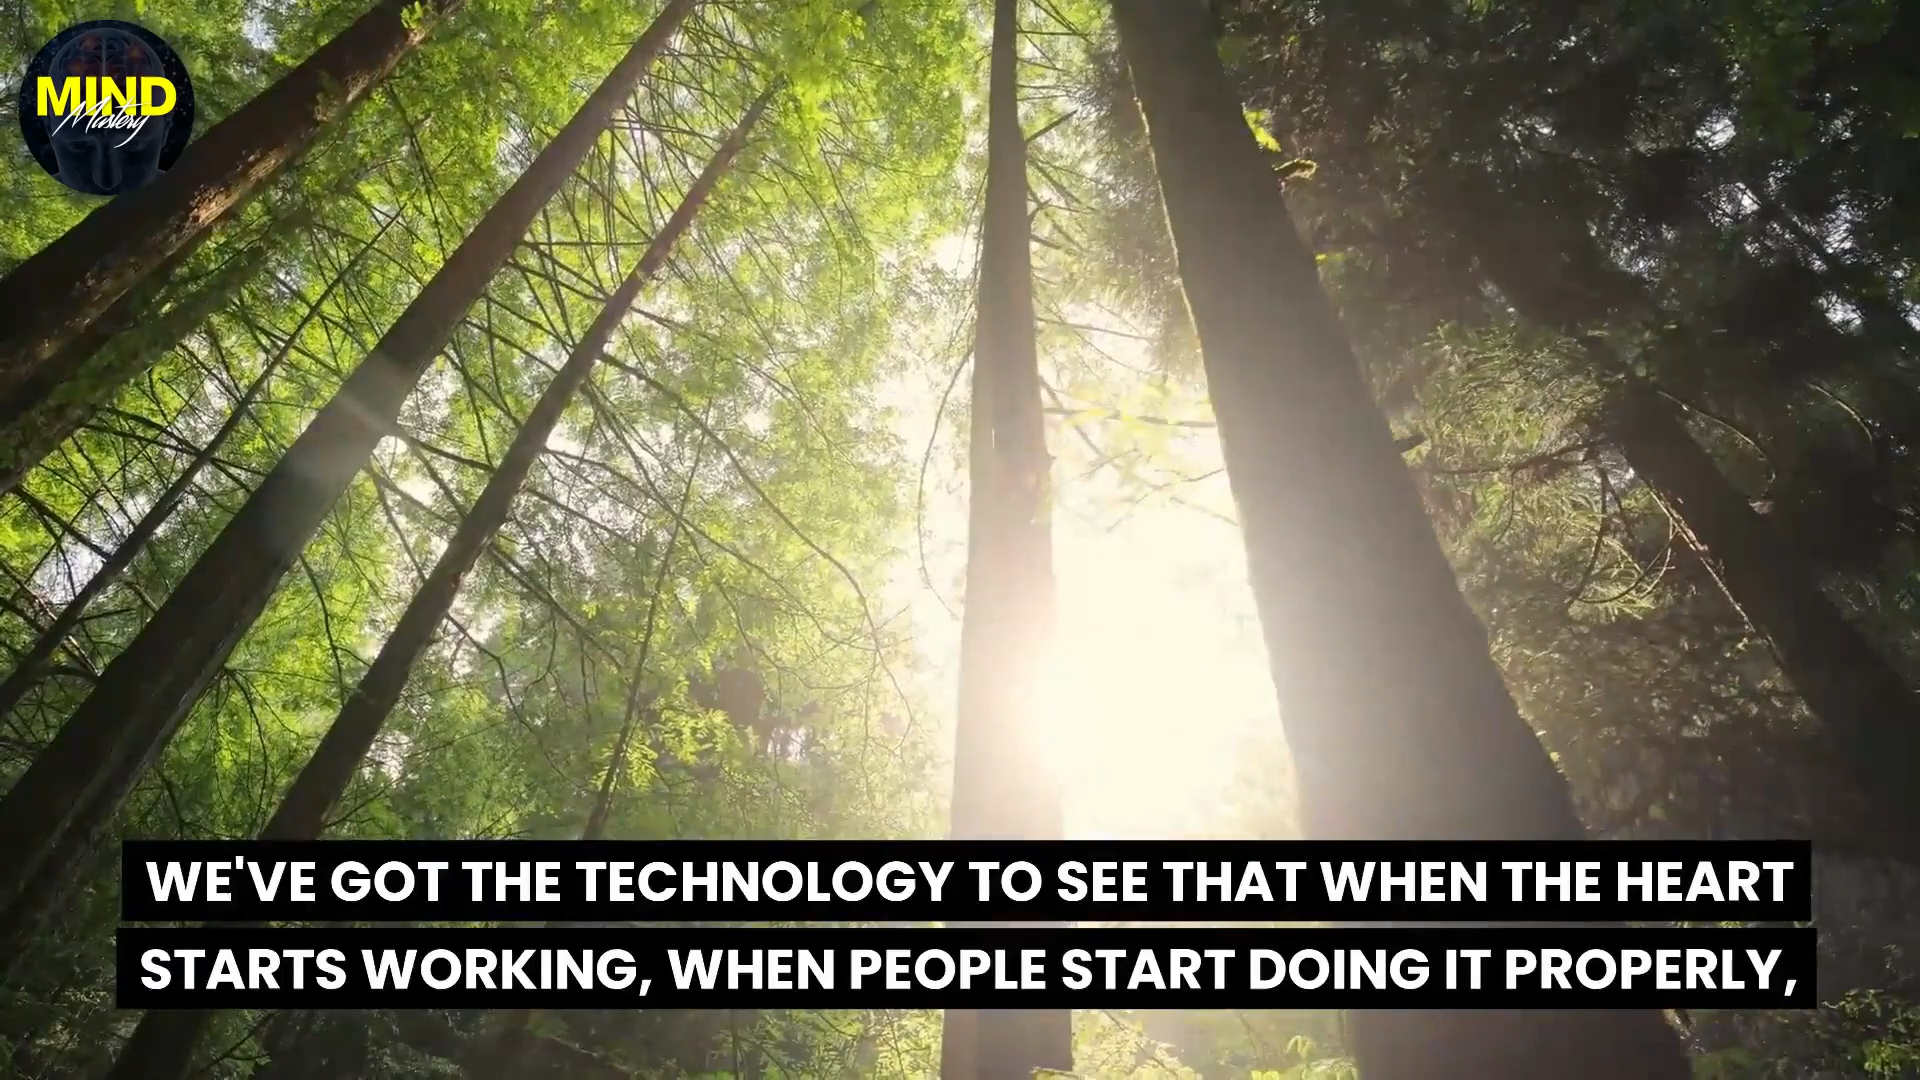 MIND
Mastery
WE'VE GOT THE TECHNOLOGY TO SEE THAT WHEN THE HEART
STARTS WORKING, WHEN PEOPLE START DOING IT PROPERLY,